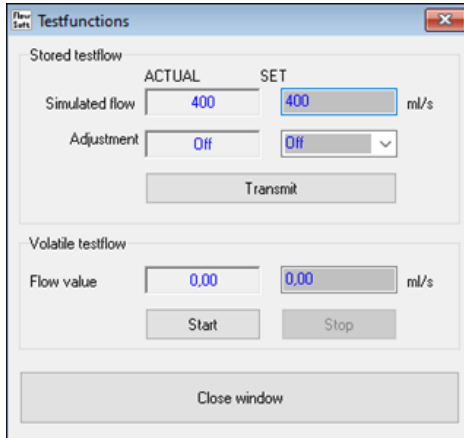 Flow Soft Testfunctions
Stored testflow
ACTUAL SET
Simulated flow 400 400 ml/s
Adjustment Off Off
Transmit
Volatile testflow
Flow value 0,00 0,00 ml/s
Start Stop
Close window